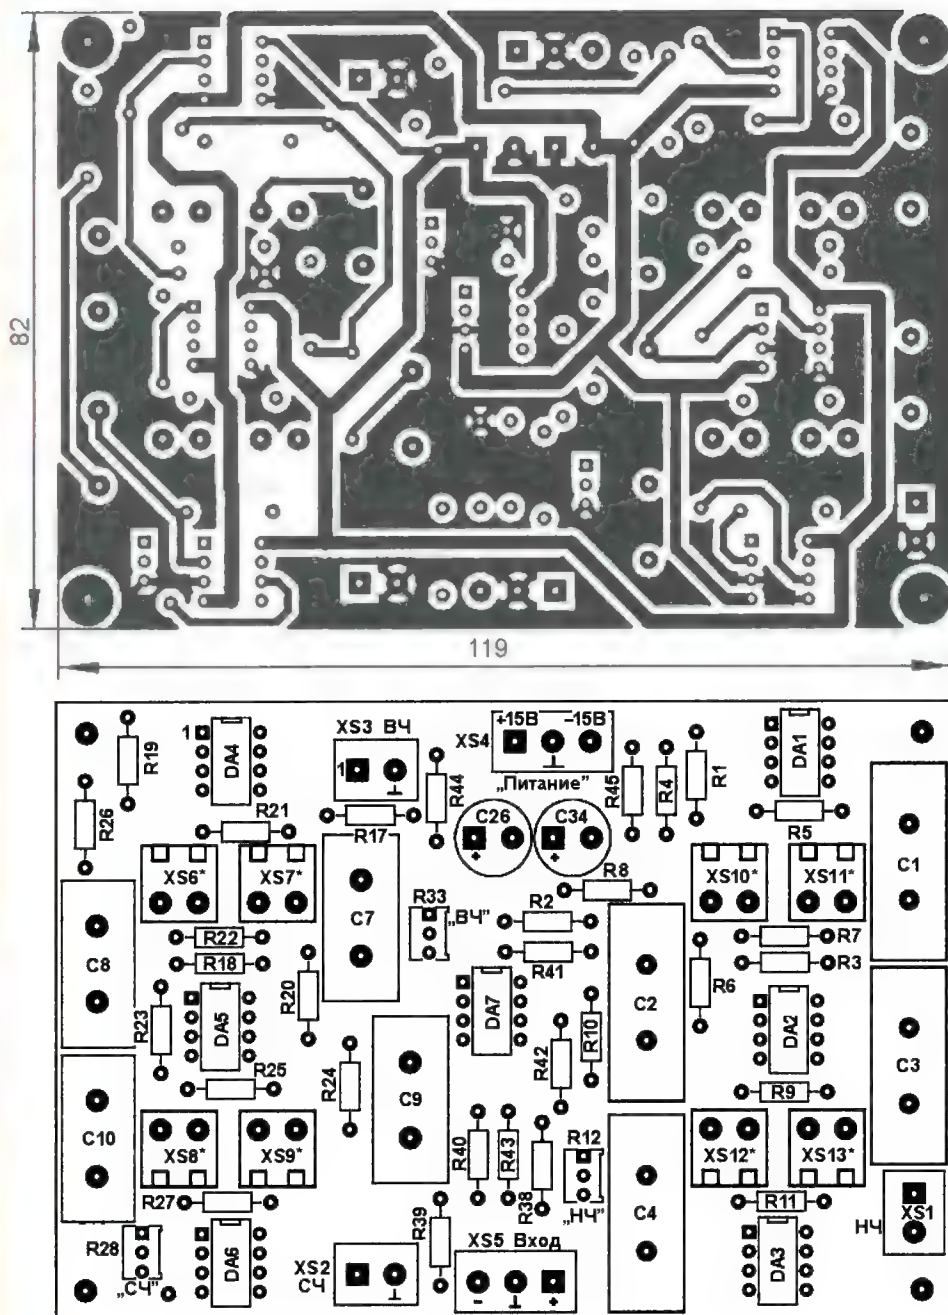 82
119
XS3 ВЧ
1
XS4
+15В
−15В
„Питание"
R19
R26
1
DA4
R44
R45
R4
R1
DA1
R21
R17
C26
+
C34
+
R5
C1
XS6*
XS7*
C7
R33
„ВЧ"
R8
R2
XS10*
XS11*
R22
R18
R41
R7
R3
C8
R23
DA5
R20
DA7
R42
R10
C2
R6
DA2
C3
R25
R24
C9
R9
C10
XS8*
XS9*
R40
R43
R38
R12
„НЧ"
XS12*
XS13*
R27
R39
C4
R11
НЧ
XS1
R28
„СЧ"
DA6
XS2
СЧ
XS5 Вход
-
+
DA3